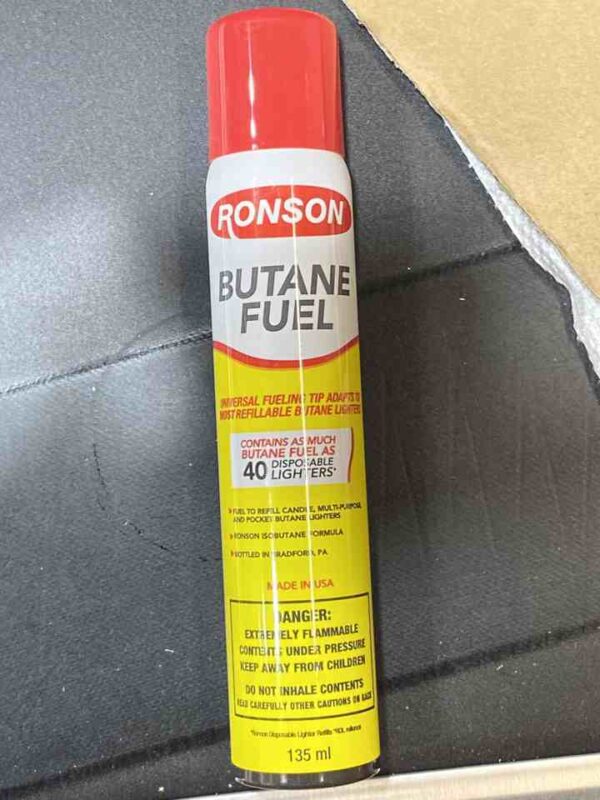 RONSON
BUTANE
FUEL
UNIVERSAL FUELING TIP ADAPTS TO
MOST REFILLABLE BUTANE LIGHTERS
CONTAINS AS MUCH
BUTANE FUEL AS
40 DISPOSABLE
LIGHTERS*
FUEL TO REFILL CANDLE, MULTI-PURPOSE
AND POCKET BUTANE LIGHTERS
RONSON ISOBUTANE FORMULA
BOTTLED IN BRADFORD, PA
MADE IN USA
DANGER:
EXTREMELY FLAMMABLE
CONTENTS UNDER PRESSURE
KEEP AWAY FROM CHILDREN
DO NOT INHALE CONTENTS
READ CAREFULLY OTHER CAUTIONS ON BACK
Disposable Lighter Refills
135 ml